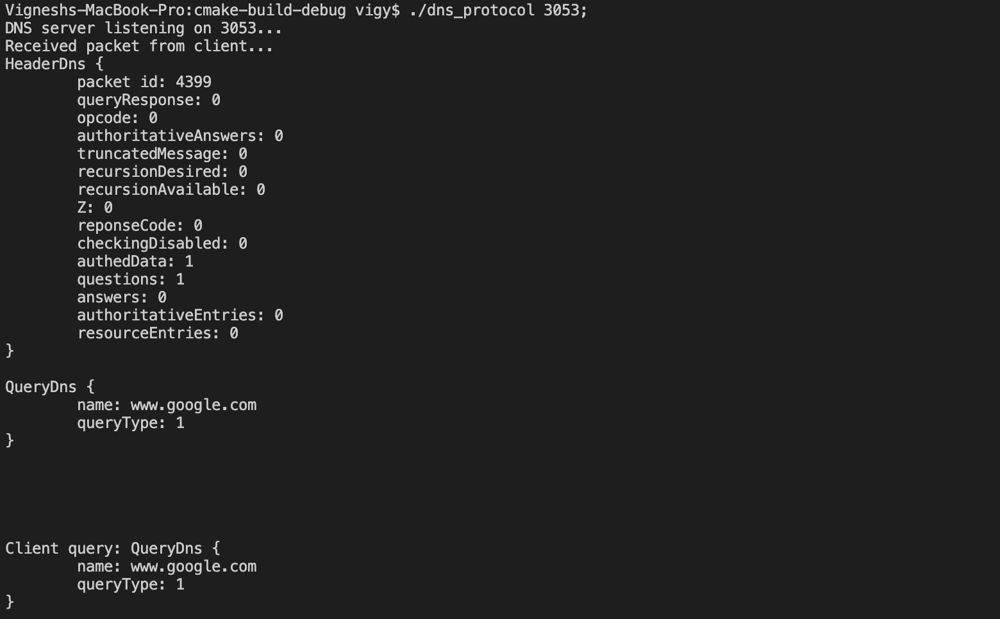 Vigneshs-MacBook-Pro:cmake-build-debug vigy$ ./dns_protocol 3053;
DNS server listening on 3053...
Received packet from client...
HeaderDns {
packet id: 4399
queryResponse: 0
opcode: 0
authoritativeAnswers: 0
truncatedMessage: 0
recursionDesired: 0
recursionAvailable: 0
Z: 0
reponseCode: 0
checkingDisabled: 0
authedData: 1
questions: 1
answers: 0
authoritativeEntries: 0
resourceEntries: 0
}
QueryDns {
name: www.google.com
queryType: 1
}
Client query: QueryDns {
name: www.google.com
queryType: 1
}